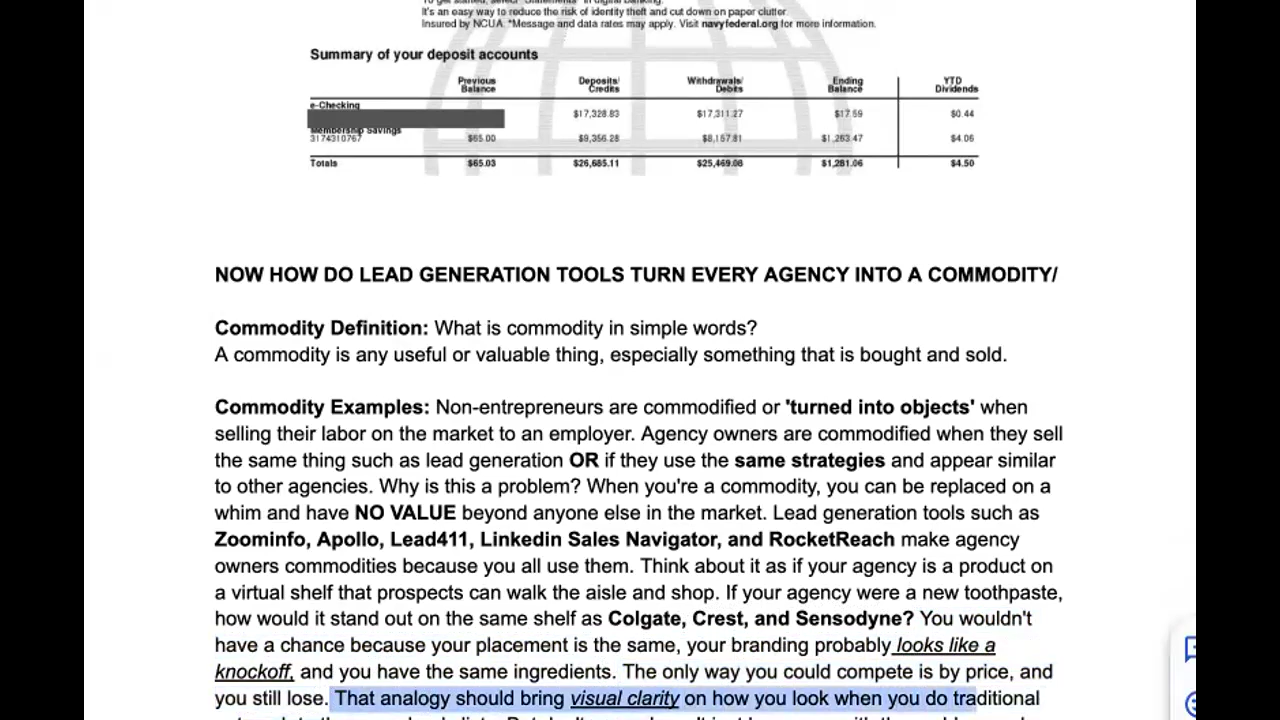 To get started, select "Statements" in digital banking.
It's an easy way to reduce the risk of identity theft and cut down on paper clutter.
Insured by NCUA. *Message and data rates may apply. Visit navyfederal.org for more information.
Summary of your deposit accounts
Previous Balance Deposits/ Credits Withdrawals/ Debits Ending Balance YTD Dividends
e-Checking
$17,328.83 $17,311.27 $17.59 $0.44
Membership Savings
3174310767 $65.00 $9,356.28 $8,157.81 $1,263.47 $4.06
Totals $65.03 $26,685.11 $25,469.08 $1,281.06 $4.50
NOW HOW DO LEAD GENERATION TOOLS TURN EVERY AGENCY INTO A COMMODITY/
Commodity Definition: What is commodity in simple words?
A commodity is any useful or valuable thing, especially something that is bought and sold.
Commodity Examples: Non-entrepreneurs are commodified or 'turned into objects' when
selling their labor on the market to an employer. Agency owners are commodified when they sell
the same thing such as lead generation OR if they use the same strategies and appear similar
to other agencies. Why is this a problem? When you're a commodity, you can be replaced on a
whim and have NO VALUE beyond anyone else in the market. Lead generation tools such as
Zoominfo, Apollo, Lead411, Linkedin Sales Navigator, and RocketReach make agency
owners commodities because you all use them. Think about it as if your agency is a product on
a virtual shelf that prospects can walk the aisle and shop. If your agency were a new toothpaste,
how would it stand out on the same shelf as Colgate, Crest, and Sensodyne? You wouldn't
have a chance because your placement is the same, your branding probably looks like a
knockoff, and you have the same ingredients. The only way you could compete is by price, and
you still lose. That analogy should bring visual clarity on how you look when you do traditional